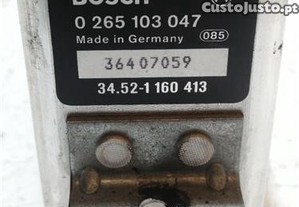 Bosch
CustoJusto.pt
0 265 103 047
Made in Germany 085
36407059
34.52-1 160 413